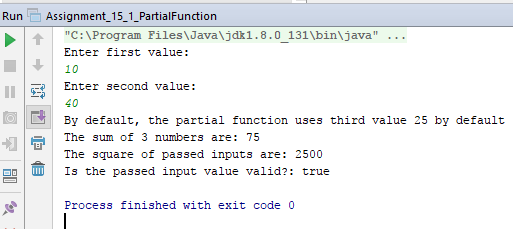 Run Assignment_15_1_PartialFunction
"C:\Program Files\Java\jdk1.8.0_131\bin\java" ...
Enter first value:
10
Enter second value:
40
By default, the partial function uses third value 25 by default
The sum of 3 numbers are: 75
The square of passed inputs are: 2500
Is the passed input value valid?: true
Process finished with exit code 0